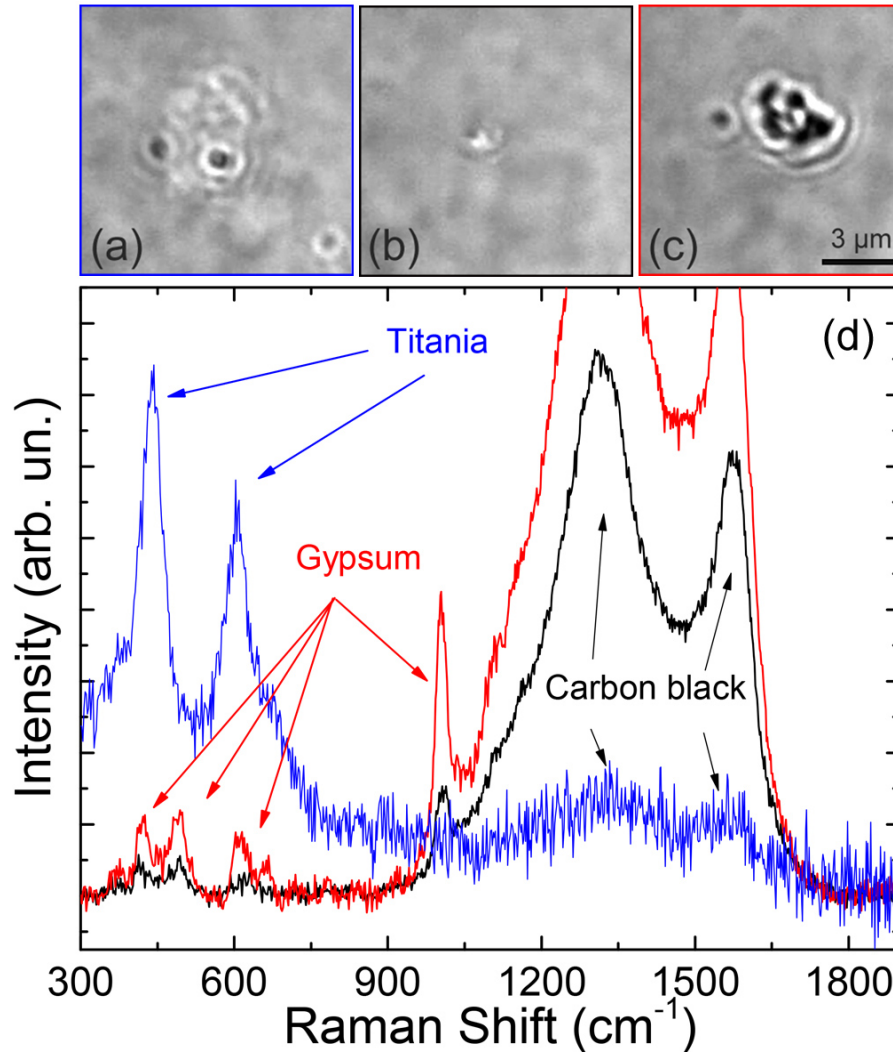 (a)
(b)
(c)
3 µm
(d)
Titania
Gypsum
Carbon black
Intensity (arb. un.)
300
600
900
1200
1500
1800
Raman Shift (cm⁻¹)